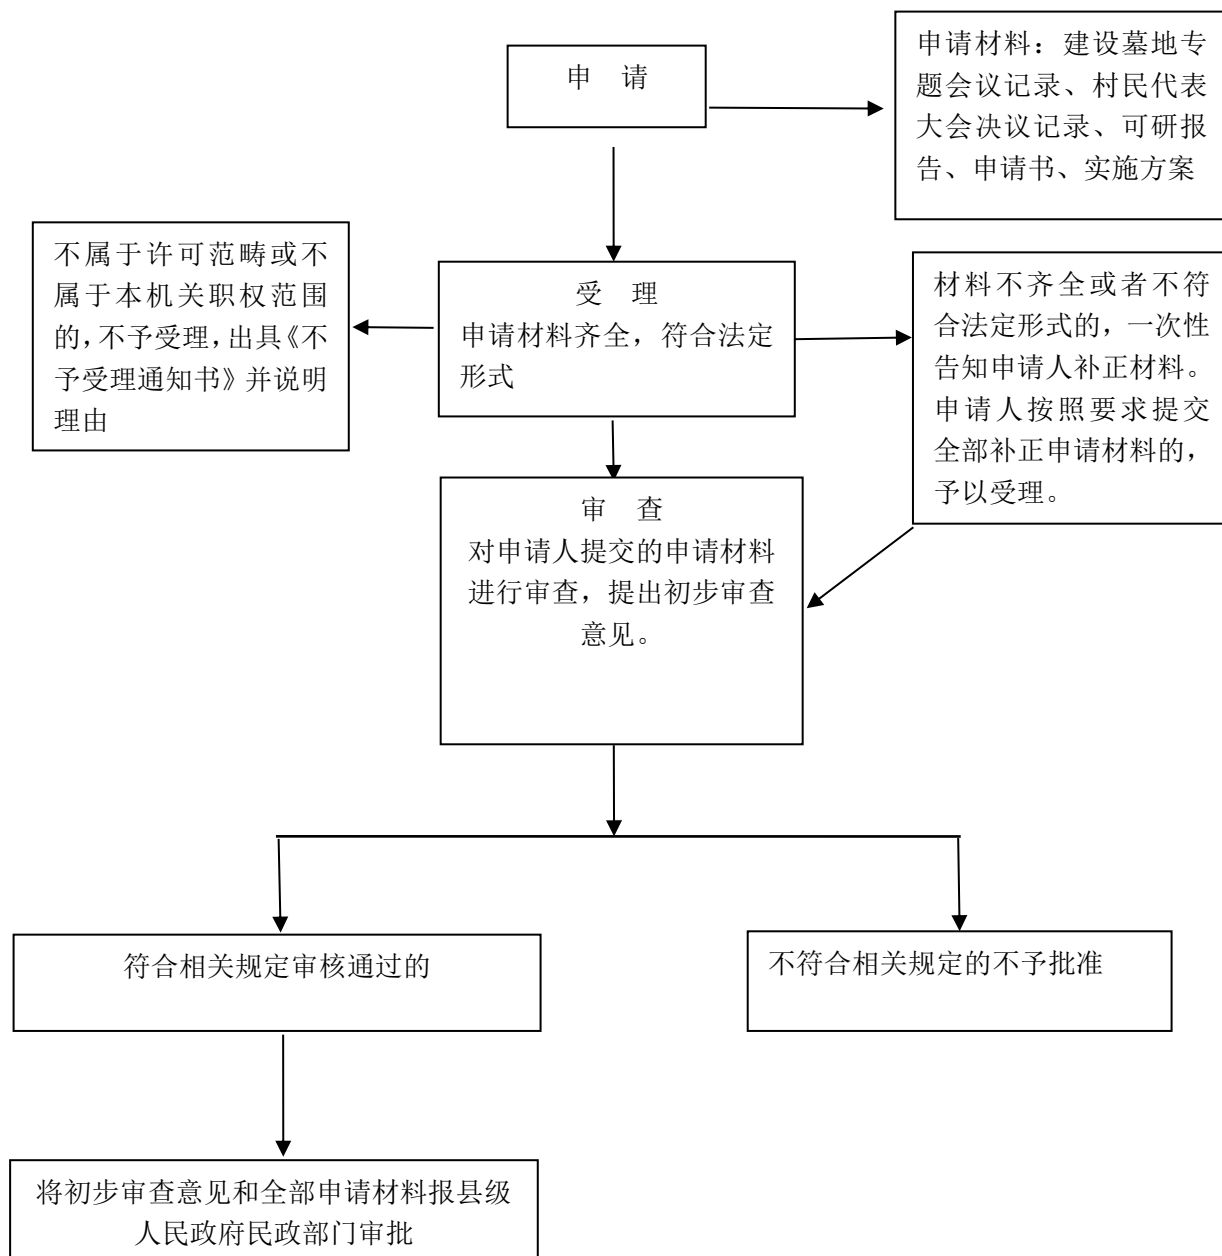 申 请
申请材料：建设墓地专
题会议记录、村民代表
大会决议记录、可研报
告、申请书、实施方案
不属于许可范畴或不
属于本机关职权范围
的，不予受理，出具《不
予受理通知书》并说明
理由
受 理
申请材料齐全，符合法定
形式
材料不齐全或者不符
合法定形式的，一次性
告知申请人补正材料。
申请人按照要求提交
全部补正申请材料的，
予以受理。
审 查
对申请人提交的申请材料
进行审查，提出初步审查
意见。
符合相关规定审核通过的
不符合相关规定的不予批准
将初步审查意见和全部申请材料报县级
人民政府民政部门审批